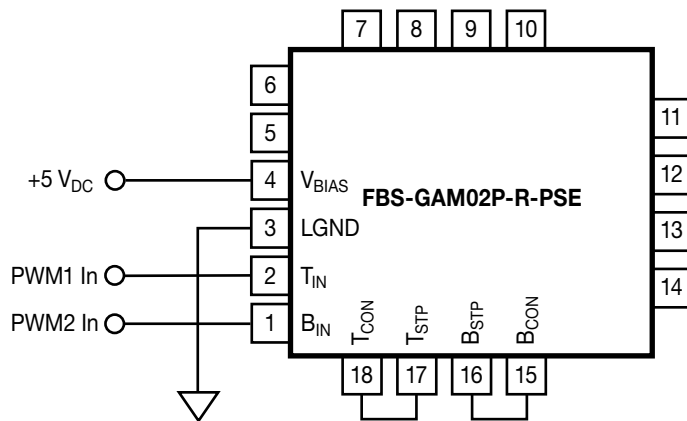 7 8 9 10
6
5
+5 VDC 4 VBIAS
FBS-GAM02P-R-PSE
3 LGND
PWM1 In 2 TIN
PWM2 In 1 BIN
11
12
13
14
TCON TSTP BSTP BCON
18 17 16 15